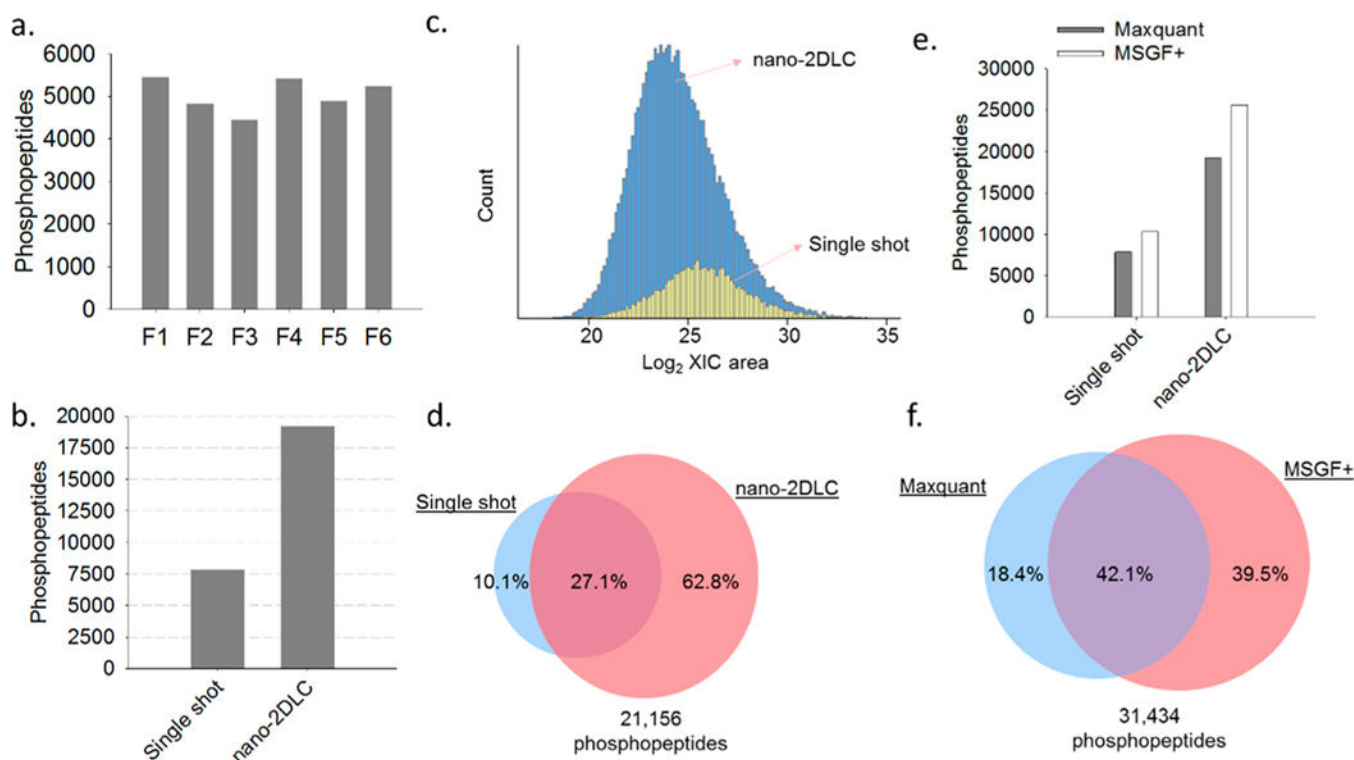 a.
6000
5000
4000
3000
2000
1000
0
Phosphopeptides
F1 F2 F3 F4 F5 F6
b.
20000
17500
15000
12500
10000
7500
5000
2500
0
Phosphopeptides
Single shot
nano-2DLC
c.
nano-2DLC
Single shot
Count
20 25 30 35
Log₂ XIC area
d.
Single shot
nano-2DLC
10.1% 27.1% 62.8%
21,156
phosphopeptides
e.
Maxquant
MSGF+
30000
25000
20000
15000
10000
5000
0
Phosphopeptides
Single shot
nano-2DLC
f.
Maxquant
MSGF+
18.4% 42.1% 39.5%
31,434
phosphopeptides